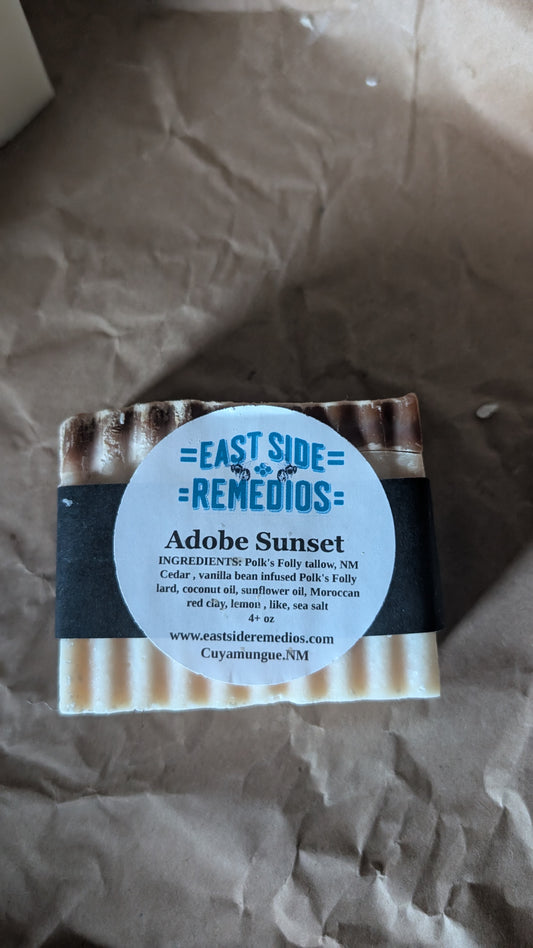 =EAST SIDE=
=REMEDIOS=
Adobe Sunset
INGREDIENTS: Polk's Folly tallow, NM
Cedar , vanilla bean infused Polk's Folly
lard, coconut oil, sunflower oil, Moroccan
red clay, lemon , like, sea salt
4+ oz
www.eastsideremedios.com
Cuyamungue.NM